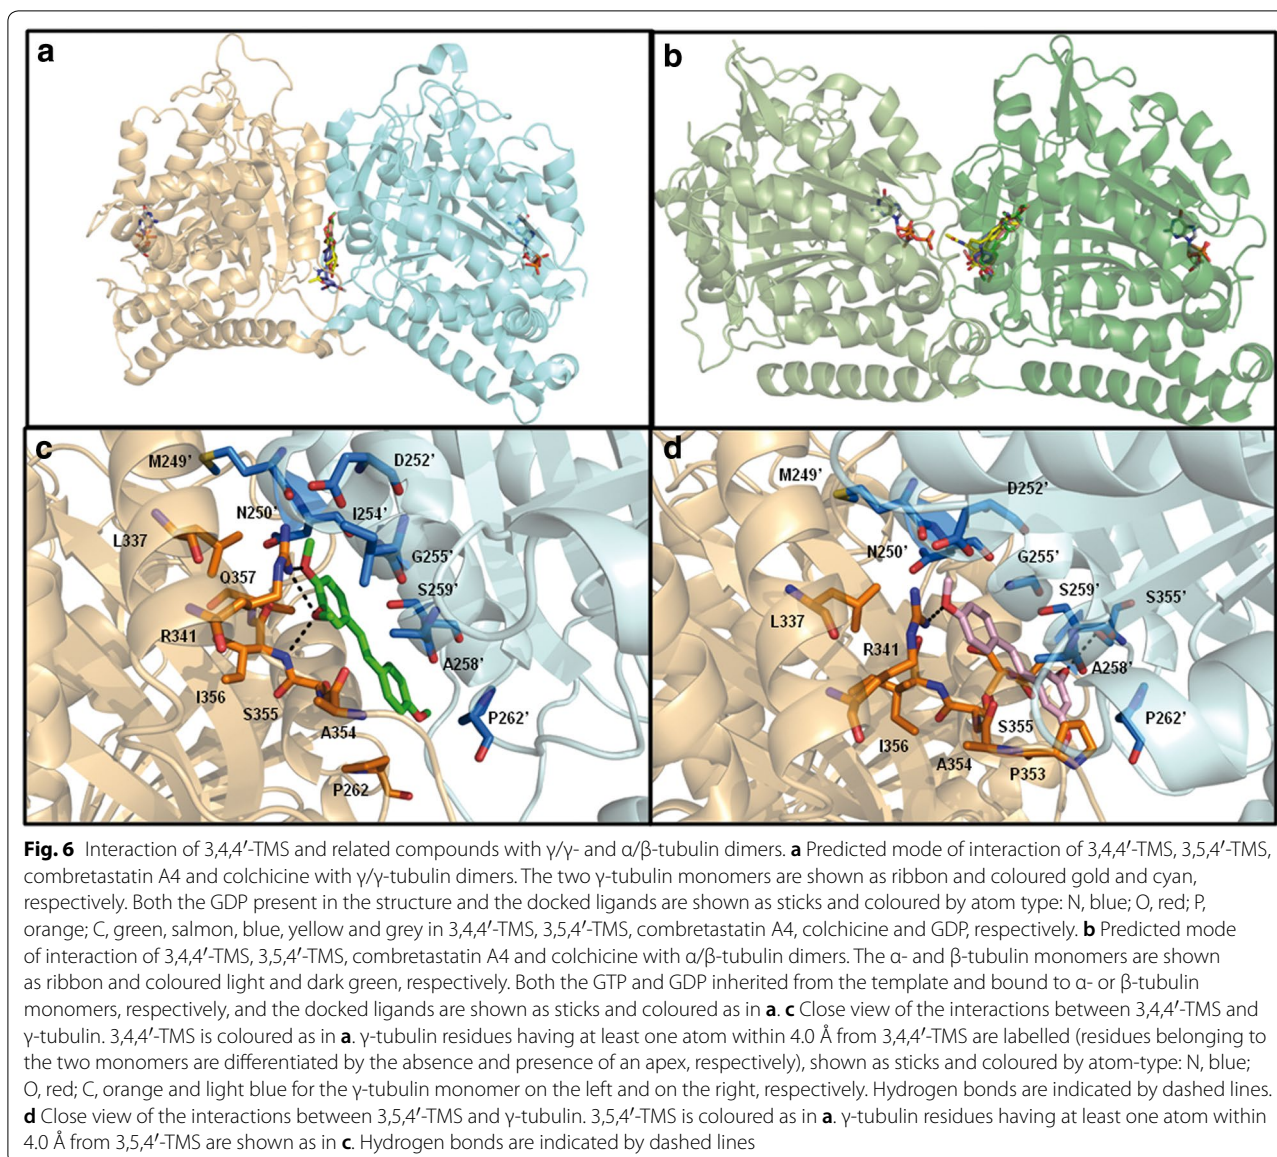 a
b
c
M249’
D252’
N250’
I254’
L337
G255’
Q357
S259’
R341
A258’
I356
S355
A354
P262’
P262
d
M249’
D252’
N250’
G255’
S259’
S355’
L337
R341
A258’
S355
P262’
I356
A354
P353
Fig. 6 Interaction of 3,4,4′-TMS and related compounds with γ/γ- and α/β-tubulin dimers. a Predicted mode of interaction of 3,4,4′-TMS, 3,5,4′-TMS,
combretastatin A4 and colchicine with γ/γ-tubulin dimers. The two γ-tubulin monomers are shown as ribbon and coloured gold and cyan,
respectively. Both the GDP present in the structure and the docked ligands are shown as sticks and coloured by atom type: N, blue; O, red; P,
orange; C, green, salmon, blue, yellow and grey in 3,4,4′-TMS, 3,5,4′-TMS, combretastatin A4, colchicine and GDP, respectively. b Predicted mode
of interaction of 3,4,4′-TMS, 3,5,4′-TMS, combretastatin A4 and colchicine with α/β-tubulin dimers. The α- and β-tubulin monomers are shown
as ribbon and coloured light and dark green, respectively. Both the GTP and GDP inherited from the template and bound to α- or β-tubulin
monomers, respectively, and the docked ligands are shown as sticks and coloured as in a. c Close view of the interactions between 3,4,4′-TMS and
γ-tubulin. 3,4,4′-TMS is coloured as in a. γ-tubulin residues having at least one atom within 4.0 Å from 3,4,4′-TMS are labelled (residues belonging to
the two monomers are differentiated by the absence and presence of an apex, respectively), shown as sticks and coloured by atom-type: N, blue;
O, red; C, orange and light blue for the γ-tubulin monomer on the left and on the right, respectively. Hydrogen bonds are indicated by dashed lines.
d Close view of the interactions between 3,5,4′-TMS and γ-tubulin. 3,5,4′-TMS is coloured as in a. γ-tubulin residues having at least one atom within
4.0 Å from 3,5,4′-TMS are shown as in c. Hydrogen bonds are indicated by dashed lines